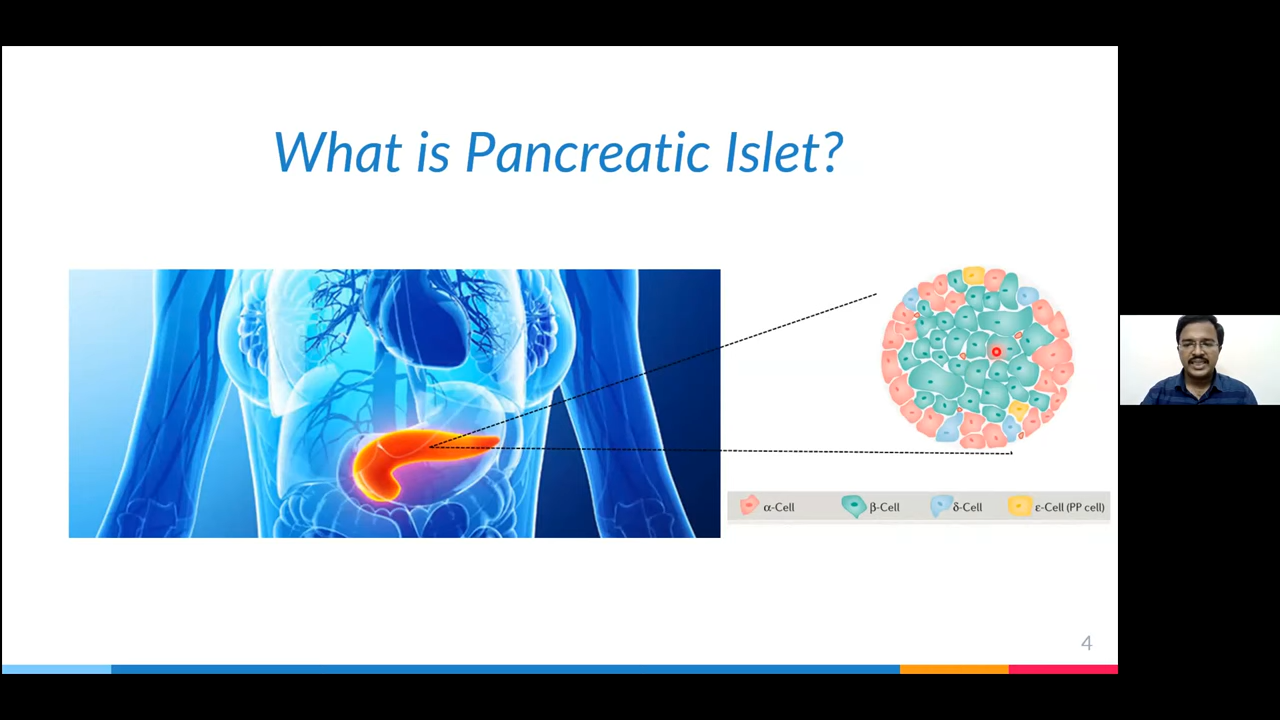 What is Pancreatic Islet?
α-Cell β-Cell δ-Cell ε-Cell (PP cell)
4